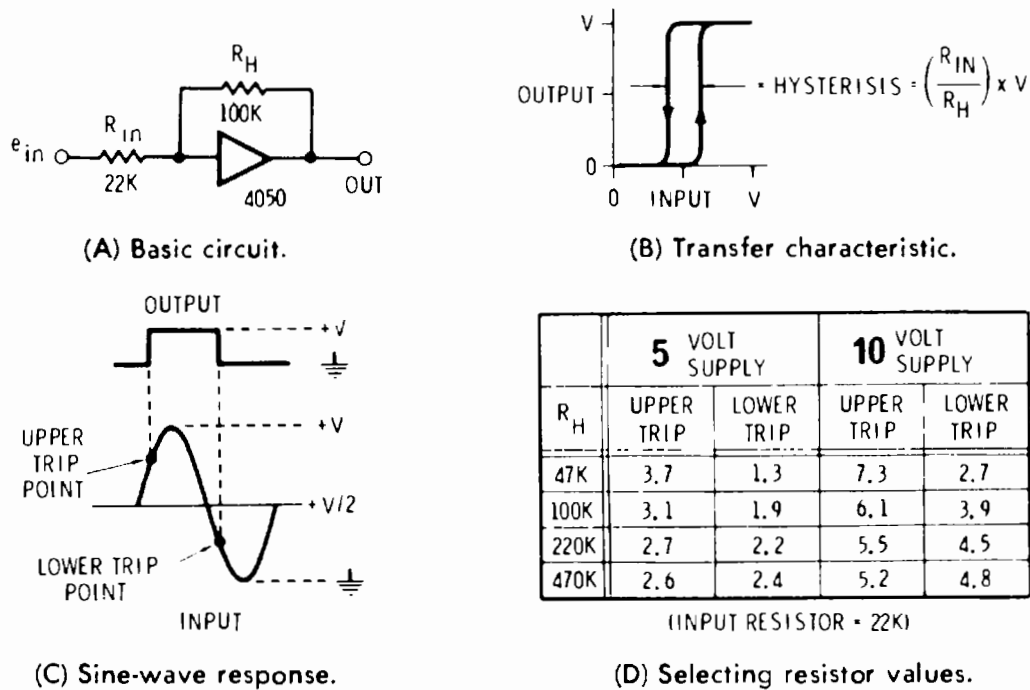 R_H
100K
R_in
e_in
22K
4050
OUT
(A) Basic circuit.
V
OUTPUT
0
0 INPUT V
= HYSTERISIS = (R_IN / R_H) × V
(B) Transfer characteristic.
OUTPUT
+V
UPPER TRIP POINT
+V
+V/2
LOWER TRIP POINT
INPUT
(C) Sine-wave response.
5 VOLT SUPPLY 10 VOLT SUPPLY
R_H UPPER TRIP LOWER TRIP UPPER TRIP LOWER TRIP
47K 3.7 1.3 7.3 2.7
100K 3.1 1.9 6.1 3.9
220K 2.7 2.2 5.5 4.5
470K 2.6 2.4 5.2 4.8
(INPUT RESISTOR = 22K)
(D) Selecting resistor values.